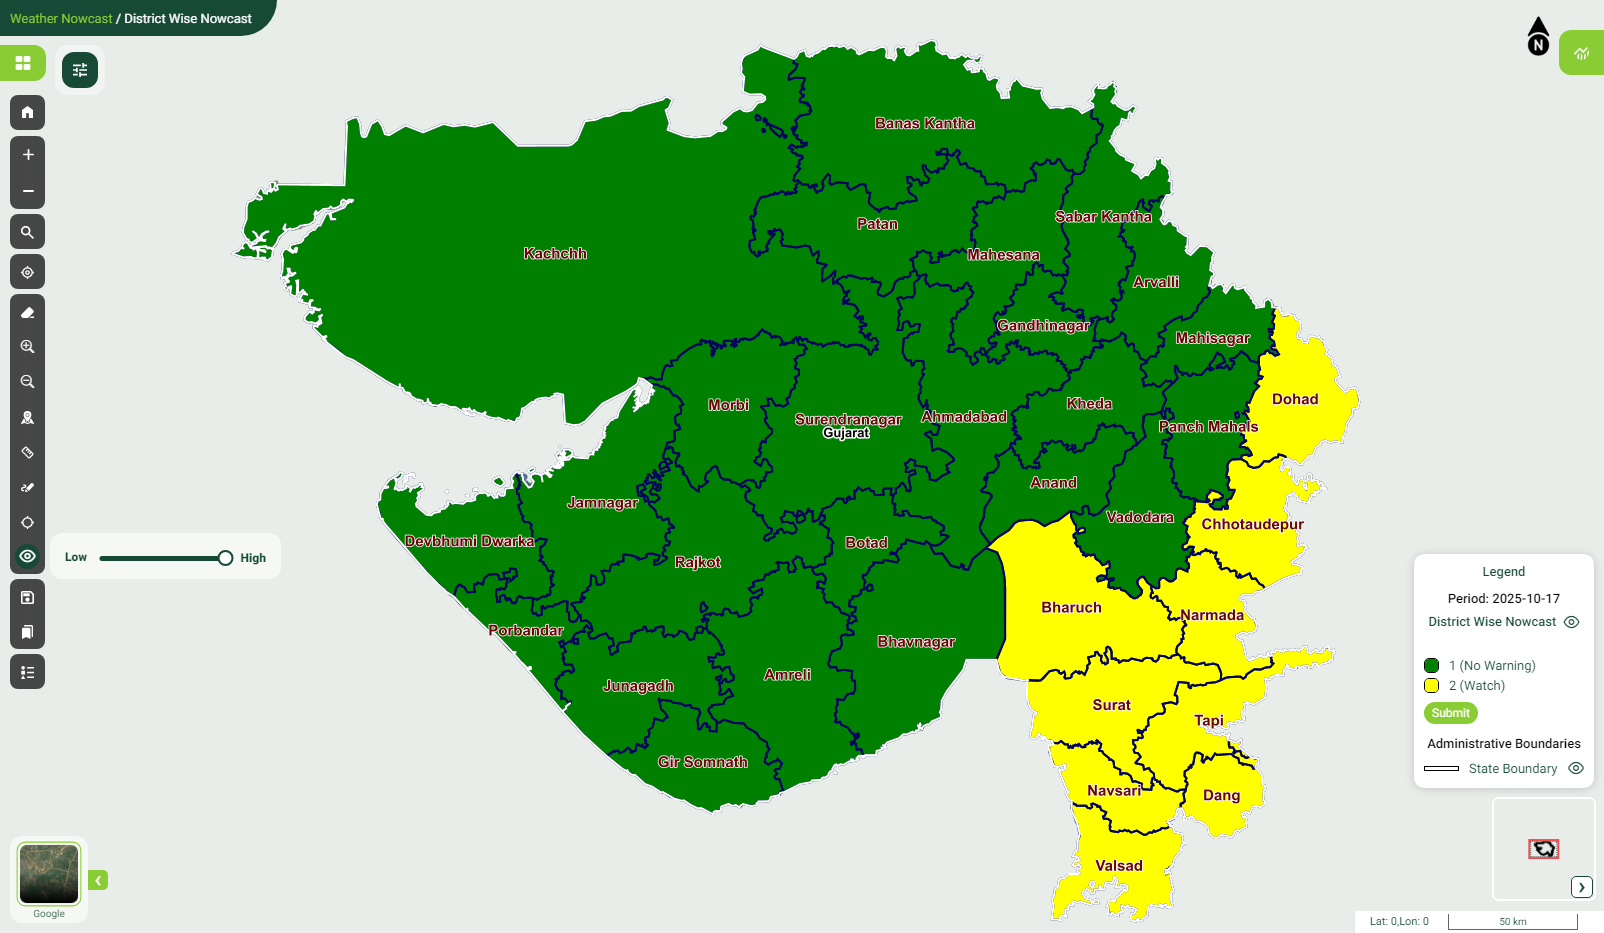 Weather Nowcast / District Wise Nowcast
N
Banas Kantha
Patan
Sabar Kantha
Kachchh
Mahesana
Arvalli
Gandhinagar
Mahisagar
Dohad
Morbi
Kheda
Surendranagar
Ahmadabad
Gujarat
Panch Mahals
Anand
Jamnagar
Vadodara
Chhotaudepur
Devbhumi Dwarka
Botad
Rajkot
Low
High
Bharuch
Narmada
Porbandar
Bhavnagar
Amreli
Junagadh
Surat
Tapi
Gir Somnath
Navsari
Dang
Valsad
Legend
Period: 2025-10-17
District Wise Nowcast
1 (No Warning)
2 (Watch)
Submit
Administrative Boundaries
State Boundary
Google
Lat: 0,Lon: 0
50 km